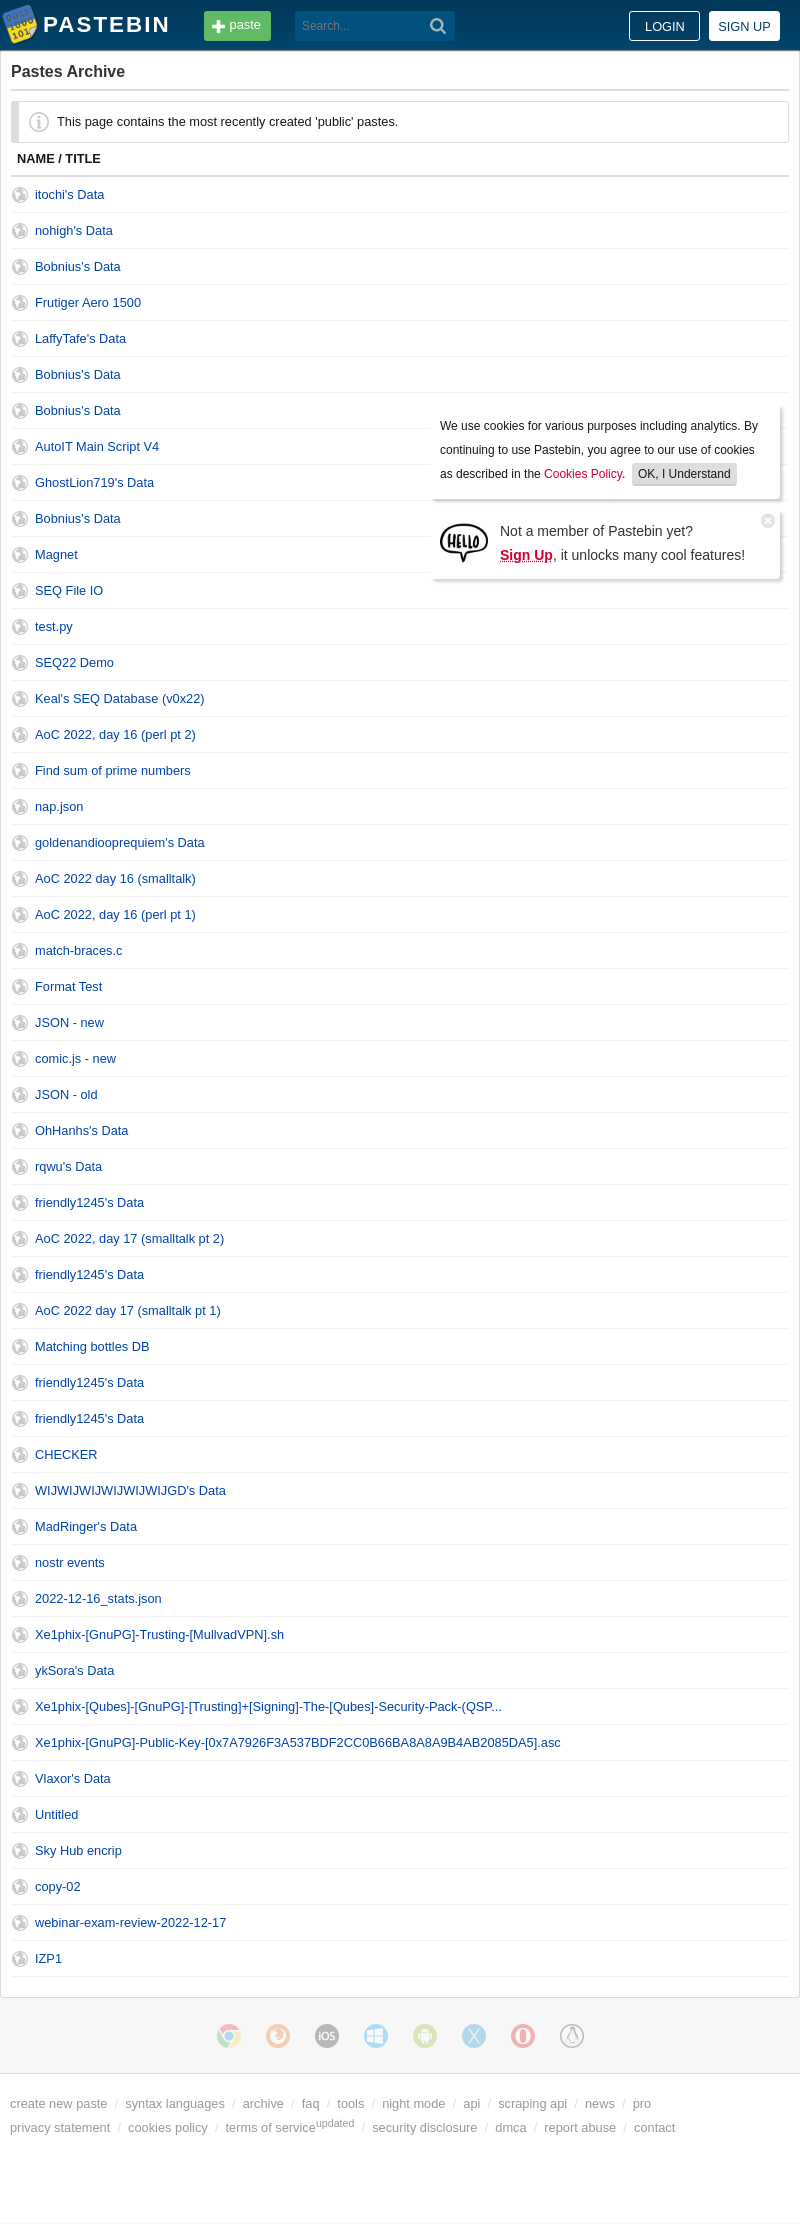 PASTEBIN
paste
Search...
LOGIN
SIGN UP
Pastes Archive
This page contains the most recently created 'public' pastes.
NAME / TITLE
itochi's Data
nohigh's Data
Bobnius's Data
Frutiger Aero 1500
LaffyTafe's Data
Bobnius's Data
Bobnius's Data
AutoIT Main Script V4
GhostLion719's Data
Bobnius's Data
Magnet
SEQ File IO
We use cookies for various purposes including analytics. By
continuing to use Pastebin, you agree to our use of cookies
as described in the Cookies Policy. OK, I Understand
HELLO
Not a member of Pastebin yet?
Sign Up, it unlocks many cool features!
test.py
SEQ22 Demo
Keal's SEQ Database (v0x22)
AoC 2022, day 16 (perl pt 2)
Find sum of prime numbers
nap.json
goldenandiooprequiem's Data
AoC 2022 day 16 (smalltalk)
AoC 2022, day 16 (perl pt 1)
match-braces.c
Format Test
JSON - new
comic.js - new
JSON - old
OhHanhs's Data
rqwu's Data
friendly1245's Data
AoC 2022, day 17 (smalltalk pt 2)
friendly1245's Data
AoC 2022 day 17 (smalltalk pt 1)
Matching bottles DB
friendly1245's Data
friendly1245's Data
CHECKER
WIJWIJWIJWIJWIJWIJGD's Data
MadRinger's Data
nostr events
2022-12-16_stats.json
Xe1phix-[GnuPG]-Trusting-[MullvadVPN].sh
ykSora's Data
Xe1phix-[Qubes]-[GnuPG]-[Trusting]+[Signing]-The-[Qubes]-Security-Pack-(QSP...
Xe1phix-[GnuPG]-Public-Key-[0x7A7926F3A537BDF2CC0B66BA8A8A9B4AB2085DA5].asc
Vlaxor's Data
Untitled
Sky Hub encrip
copy-02
webinar-exam-review-2022-12-17
IZP1
iOS
create new paste / syntax languages / archive / faq / tools / night mode / api / scraping api / news / pro
privacy statement / cookies policy / terms of service updated / security disclosure / dmca / report abuse / contact